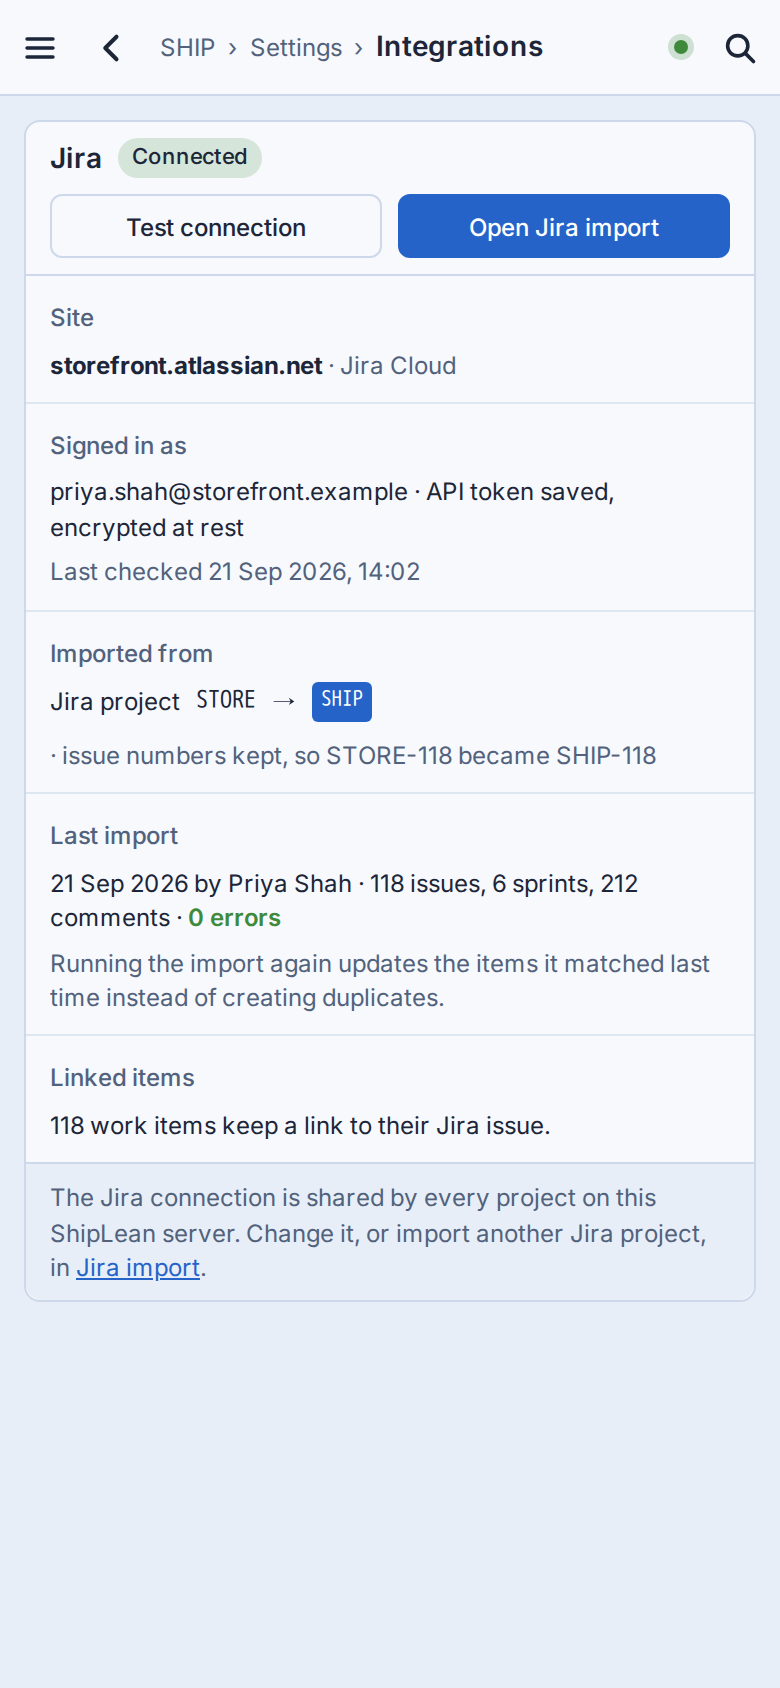 SHIP › Settings › Integrations
Jira Connected
Test connection Open Jira import
Site
storefront.atlassian.net · Jira Cloud
Signed in as
priya.shah@storefront.example · API token saved,
encrypted at rest
Last checked 21 Sep 2026, 14:02
Imported from
Jira project STORE → SHIP
· issue numbers kept, so STORE-118 became SHIP-118
Last import
21 Sep 2026 by Priya Shah · 118 issues, 6 sprints, 212
comments · 0 errors
Running the import again updates the items it matched last
time instead of creating duplicates.
Linked items
118 work items keep a link to their Jira issue.
The Jira connection is shared by every project on this
ShipLean server. Change it, or import another Jira project,
in Jira import.